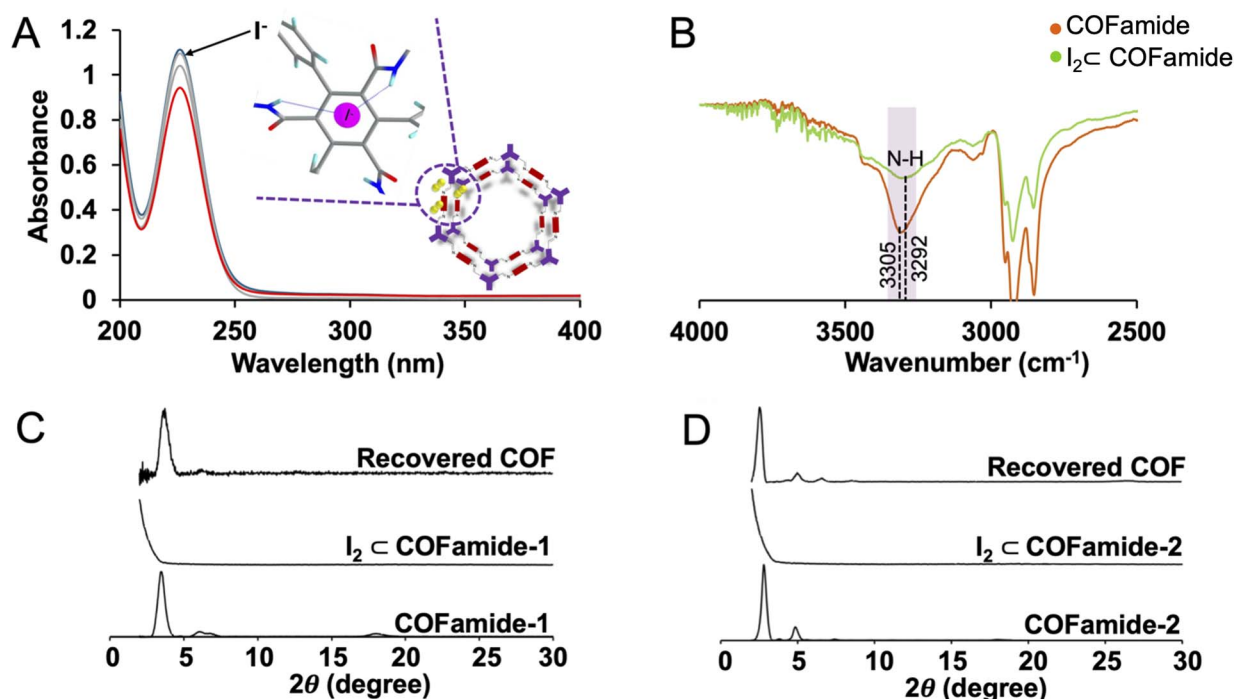 A
1.2
1
0.8
0.6
0.4
0.2
0
Absorbance
I⁻
I⁻
200
250
300
350
400
Wavelength (nm)
B
COFamide
I₂⊂ COFamide
N-H
3305
3292
4000
3500
3000
2500
Wavenumber (cm⁻¹)
C
Recovered COF
I₂ ⊂ COFamide-1
COFamide-1
0
5
10
15
20
25
30
2θ (degree)
D
Recovered COF
I₂ ⊂ COFamide-2
COFamide-2
0
5
10
15
20
25
30
2θ (degree)